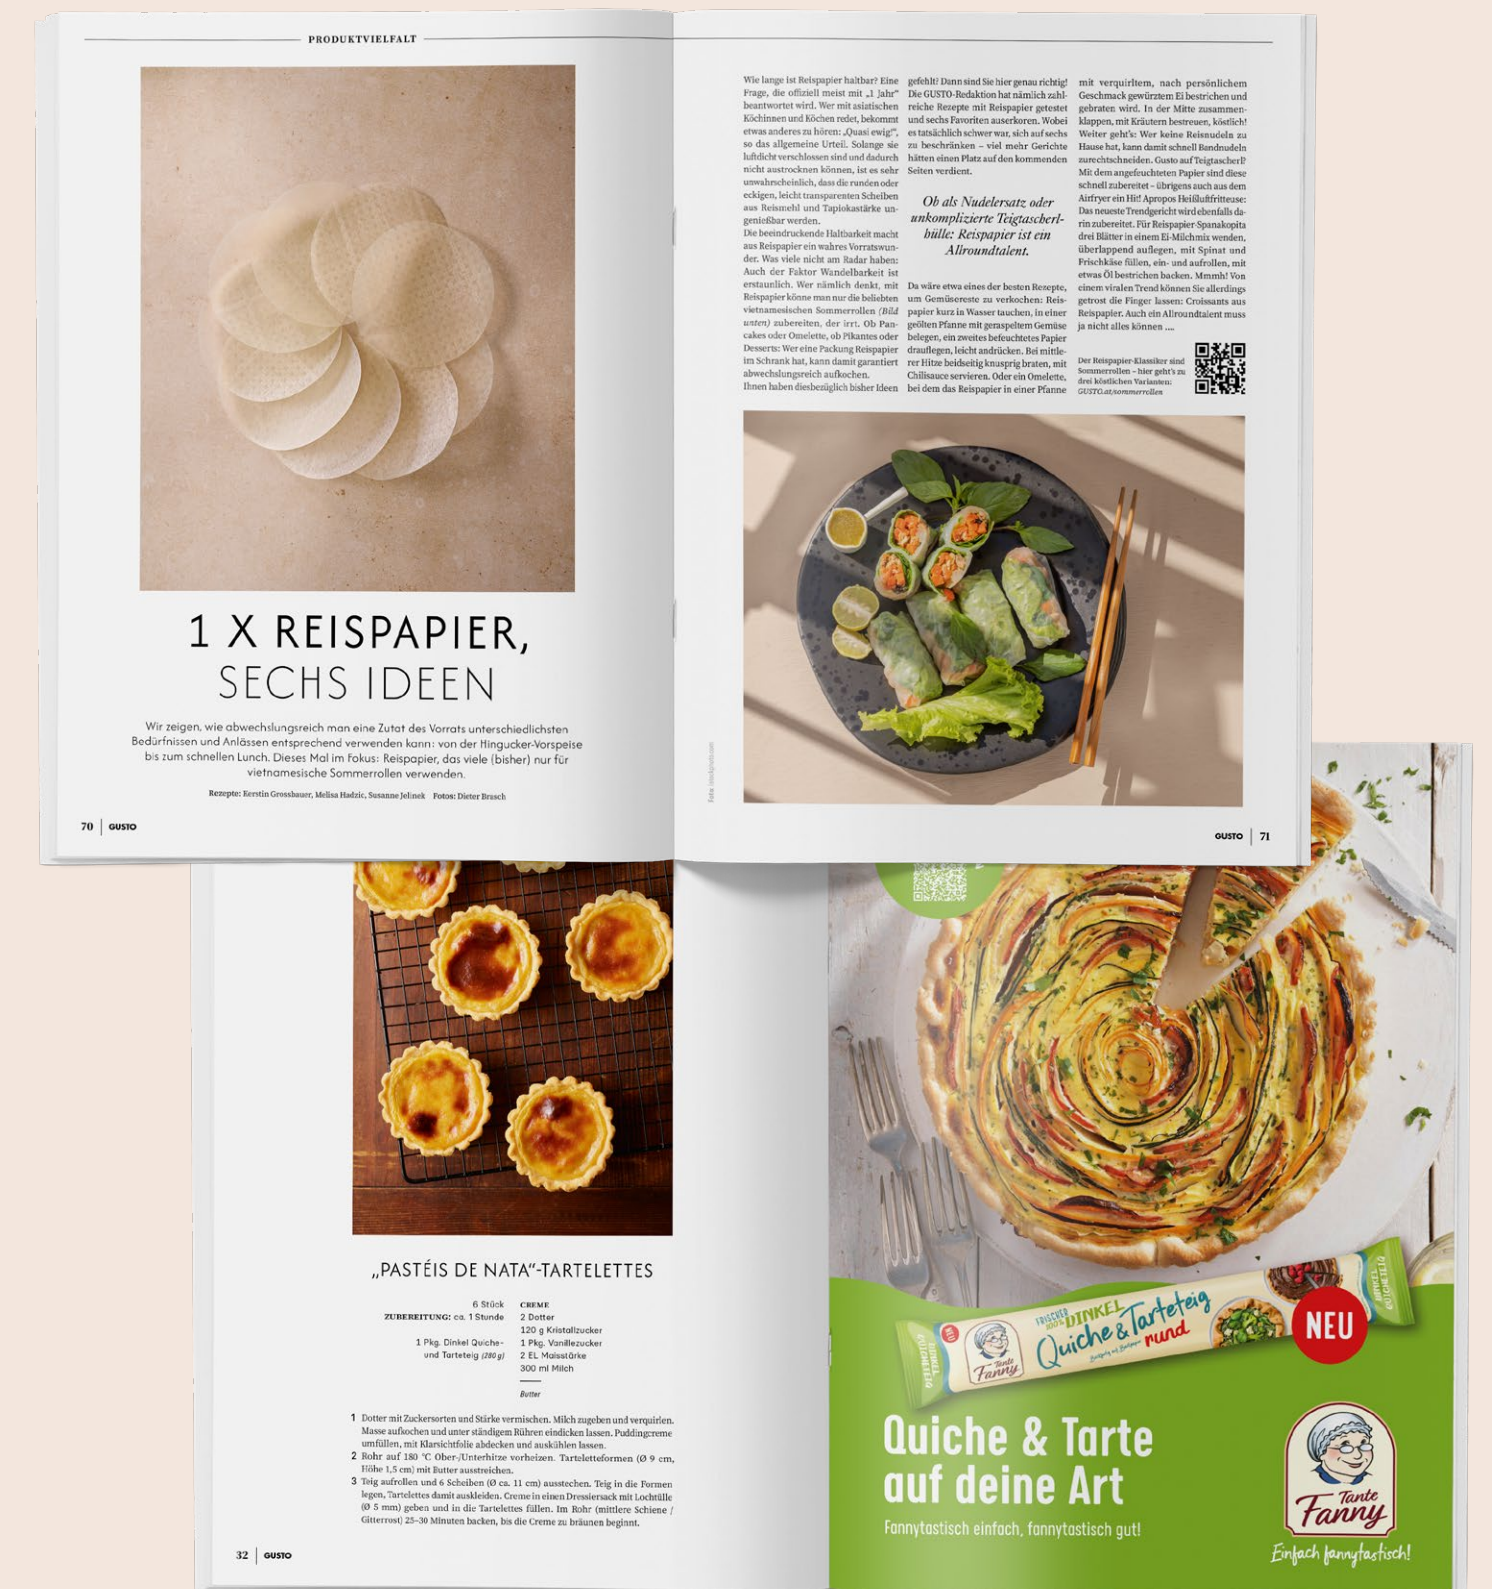 PRODUKTVIELFALT
1 X REISPAPIER,
SECHS IDEEN
Wir zeigen, wie abwechslungsreich man eine Zutat des Vorrats unterschiedlichsten
Bedürfnissen und Anlässen entsprechend verwenden kann: von der Hingucker-Vorspeise
bis zum schnellen Lunch. Dieses Mal im Fokus: Reispapier, das viele (bisher) nur für
vietnamesische Sommerrollen verwenden.
Rezepte: Kerstin Grossbauer, Melisa Hadzic, Susanne Jelinek Fotos: Dieter Brasch
70 | GUSTO
Wie lange ist Reispapier haltbar? Eine
Frage, die offiziell meist mit „1 Jahr“
beantwortet wird. Wer mit asiatischen
Köchinnen und Köchen redet, bekommt
etwas anderes zu hören: „Quasi ewig!“,
so das allgemeine Urteil. Solange sie
luftdicht verschlossen sind und dadurch
nicht austrocknen können, ist es sehr
unwahrscheinlich, dass die runden oder
eckigen, leicht transparenten Scheiben
aus Reismehl und Tapiokastärke un-
genießbar werden.
Die beeindruckende Haltbarkeit macht
aus Reispapier ein wahres Vorratswun-
der. Was viele nicht am Radar haben:
Auch der Faktor Wandelbarkeit ist
erstaunlich. Wer nämlich denkt, mit
Reispapier könne man nur die beliebten
vietnamesischen Sommerrollen (Bild
unten) zubereiten, der irrt. Ob Pan-
cakes oder Omelette, ob Pikantes oder
Desserts: Wer eine Packung Reispapier
im Schrank hat, kann damit garantiert
abwechslungsreich aufkochen.
Ihnen haben diesbezüglich bisher Ideen
gefehlt? Dann sind Sie hier genau richtig!
Die GUSTO-Redaktion hat nämlich zahl-
reiche Rezepte mit Reispapier getestet
und sechs Favoriten auserkoren. Wobei
es tatsächlich schwer war, sich auf sechs
zu beschränken – viel mehr Gerichte
hätten einen Platz auf den kommenden
Seiten verdient.
Ob als Nudelersatz oder
unkomplizierte Teigtascherl-
hülle: Reispapier ist ein
Allroundtalent.
Da wäre etwa eines der besten Rezepte,
um Gemüsereste zu verkochen: Reis-
papier kurz in Wasser tauchen, in einer
geölten Pfanne mit geraspeltem Gemüse
belegen, ein zweites befeuchtetes Papier
drauflegen, leicht andrücken. Bei mittle-
rer Hitze beidseitig knusprig braten, mit
Chilisauce servieren. Oder ein Omelette,
bei dem das Reispapier in einer Pfanne
mit verquirltem, nach persönlichem
Geschmack gewürztem Ei bestrichen und
gebraten wird. In der Mitte zusammen-
klappen, mit Kräutern bestreuen, köstlich!
Weiter geht's: Wer keine Reisnudeln zu
Hause hat, kann damit schnell Bandnudeln
zurechtschneiden. Gusto auf Teigtascherl?
Mit dem angefeuchteten Papier sind diese
schnell zubereitet – übrigens auch aus dem
Airfryer ein Hit! Apropos Heißluftfritteuse:
Das neueste Trendgericht wird ebenfalls da-
rin zubereitet. Für Reispapier-Spanakopita
drei Blätter in einem Ei-Milchmix wenden,
überlappend auflegen, mit Spinat und
Frischkäse füllen, ein- und aufrollen, mit
etwas Öl bestrichen backen. Mmmh! Von
einem viralen Trend können Sie allerdings
getrost die Finger lassen: Croissants aus
Reispapier. Auch ein Allroundtalent muss
ja nicht alles können ....
Der Reispapier-Klassiker sind
Sommerrollen – hier geht's zu
drei köstlichen Varianten:
GUSTO.at/sommerrollen
GUSTO | 71
„PASTÉIS DE NATA“-TARTELETTES
6 Stück
ZUBEREITUNG: ca. 1 Stunde
1 Pkg. Dinkel Quiche-
und Tarteteig (280 g)
CREME
2 Dotter
120 g Kristallzucker
1 Pkg. Vanillezucker
2 EL Maisstärke
300 ml Milch
Butter
1 Dotter mit Zuckersorten und Stärke vermischen. Milch zugeben und verquirlen.
Masse aufkochen und unter ständigem Rühren eindicken lassen. Puddingcreme
umfüllen, mit Klarsichtfolie abdecken und auskühlen lassen.
2 Rohr auf 180 °C Ober-/Unterhitze vorheizen. Tarteletteformen (Ø 9 cm,
Höhe 1,5 cm) mit Butter ausstreichen.
3 Teig aufrollen und 6 Scheiben (Ø ca. 11 cm) ausstechen. Teig in die Formen
legen, Tartelettes damit auskleiden. Creme in einen Dressiersack mit Lochtülle
(Ø 5 mm) geben und in die Tartelettes füllen. Im Rohr (mittlere Schiene /
Gitterrost) 25–30 Minuten backen, bis die Creme zu bräunen beginnt.
32 | GUSTO
FRISCHER
100% DINKEL
Quiche & Tarteteig
rund
Tante
Fanny
DINKEL
QUICHETEIG
NEU
Quiche & Tarte
auf deine Art
Fannytastisch einfach, fannytastisch gut!
Tante
Fanny
Einfach fannytastisch!